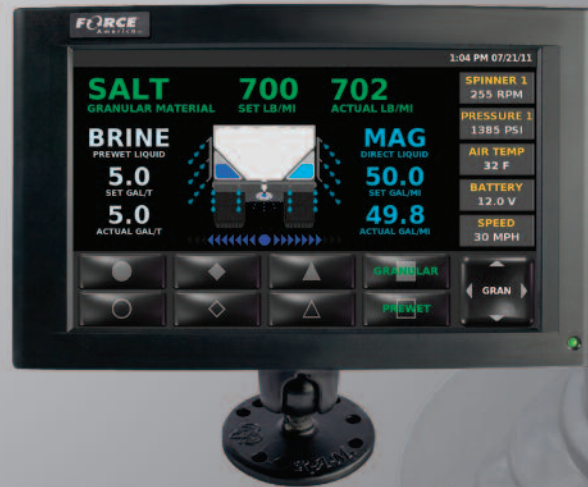 FORCE
America
1:04 PM 07/21/11
SALT 700 702
GRANULAR MATERIAL SET LB/MI ACTUAL LB/MI
SPINNER 1
255 RPM
PRESSURE 1
1385 PSI
BRINE MAG
PREWET LIQUID DIRECT LIQUID
AIR TEMP
32 F
5.0 50.0
SET GAL/T SET GAL/MI
BATTERY
12.0 V
5.0 49.8
ACTUAL GAL/T ACTUAL GAL/MI
SPEED
30 MPH
GRANULAR
GRAN
PREWET